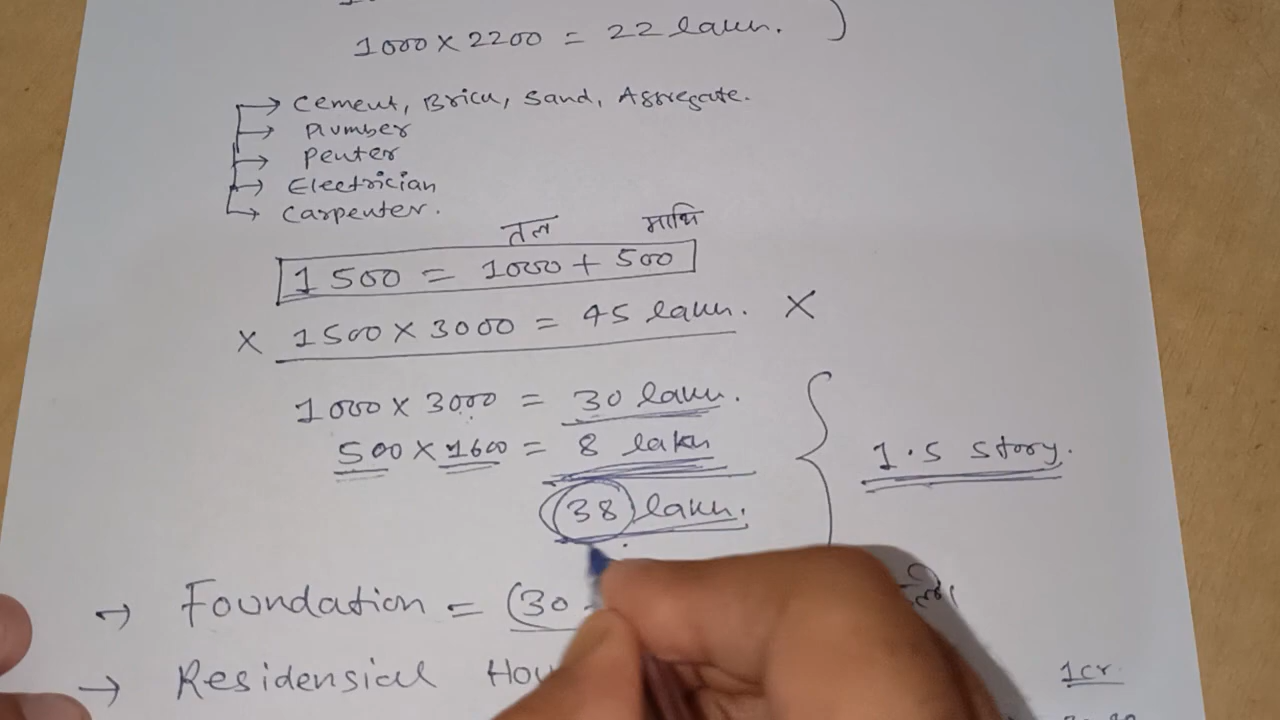 1000 x 2200 = 22 lakh. )
→ Cement, Brick, Sand, Aggregate.
→ Plumber
→ Penter
→ Electrician
→ Carpenter.
तल माथि
1500 = 1000 + 500
x 1500 x 3000 = 45 lakh. x
1000 x 3000 = 30 lakh.
500 x 1600 = 8 lakh
38 lakh.
1.5 Story.
→ Foundation = (30
→ Residensial Hou
1cr.